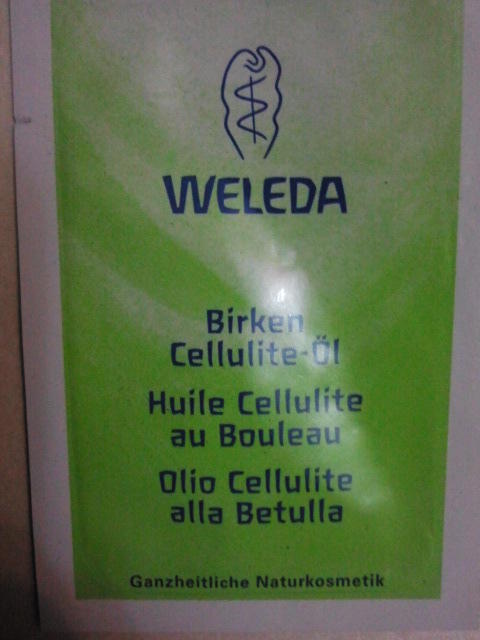 WELEDA
Birken
Cellulite-Öl
Huile Cellulite
au Bouleau
Olio Cellulite
alla Betulla
Ganzheitliche Naturkosmetik